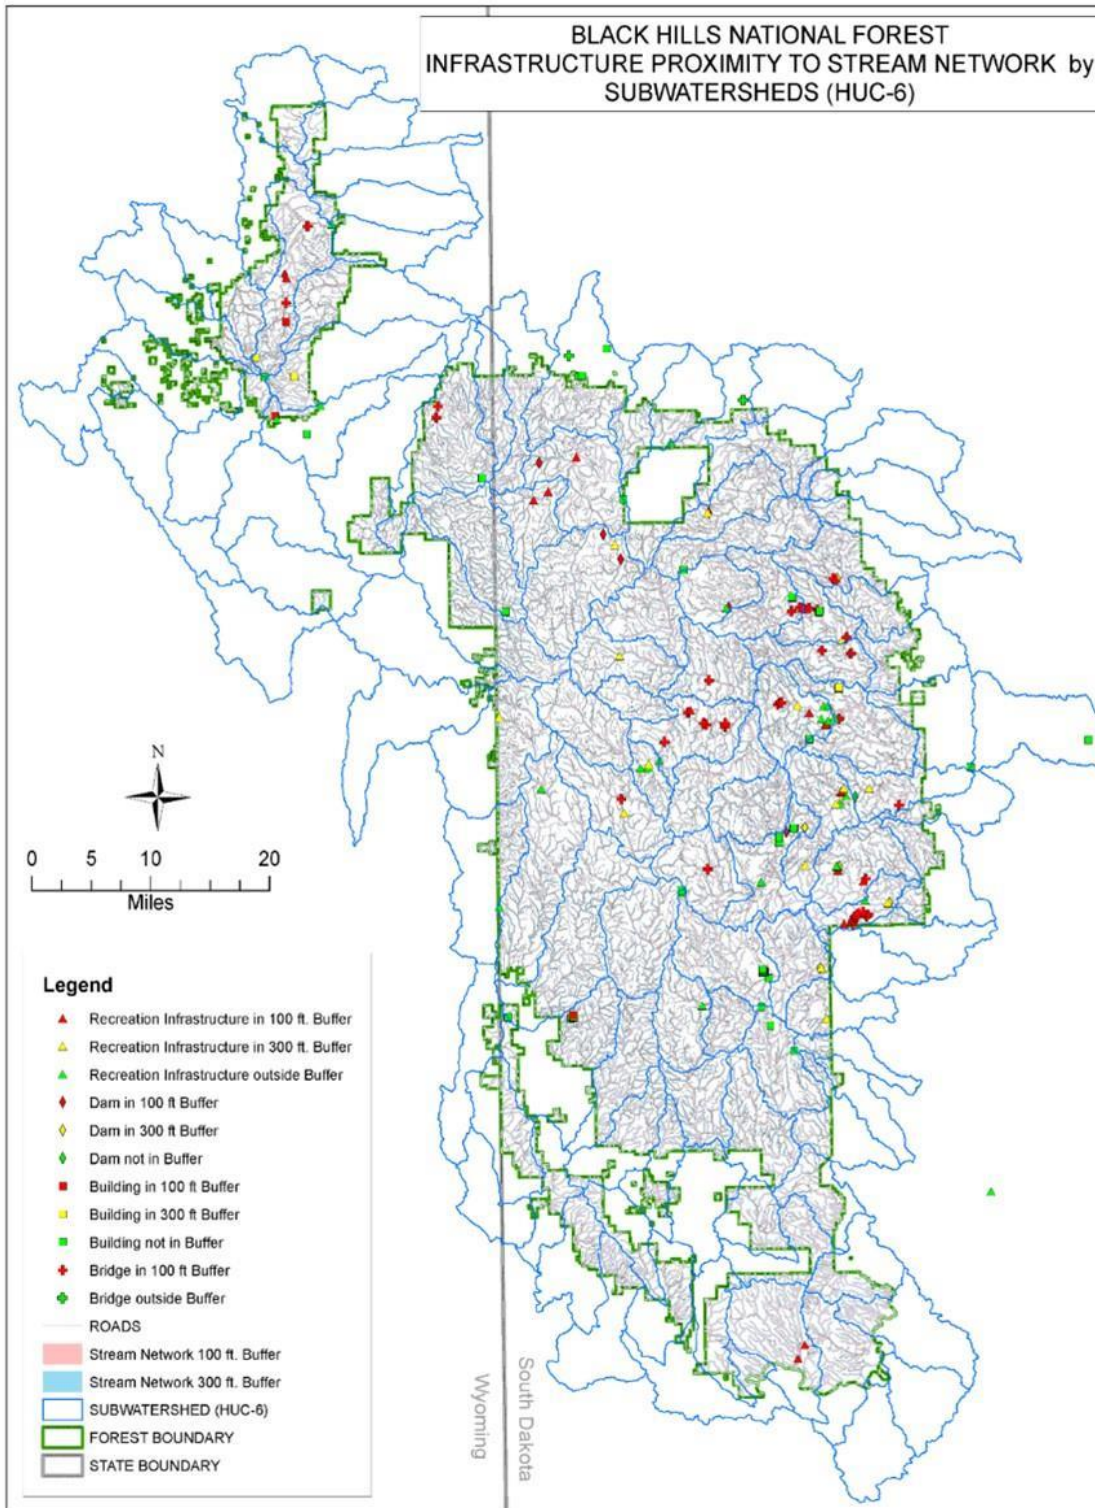 BLACK HILLS NATIONAL FOREST
INFRASTRUCTURE PROXIMITY TO STREAM NETWORK by
SUBWATERSHEDS (HUC-6)
N
0 5 10 20
Miles
Legend
Recreation Infrastructure in 100 ft. Buffer
Recreation Infrastructure in 300 ft. Buffer
Recreation Infrastructure outside Buffer
Dam in 100 ft Buffer
Dam in 300 ft Buffer
Dam not in Buffer
Building in 100 ft Buffer
Building in 300 ft Buffer
Building not in Buffer
Bridge in 100 ft Buffer
Bridge outside Buffer
ROADS
Stream Network 100 ft. Buffer
Stream Network 300 ft. Buffer
SUBWATERSHED (HUC-6)
FOREST BOUNDARY
STATE BOUNDARY
Wyoming
South Dakota